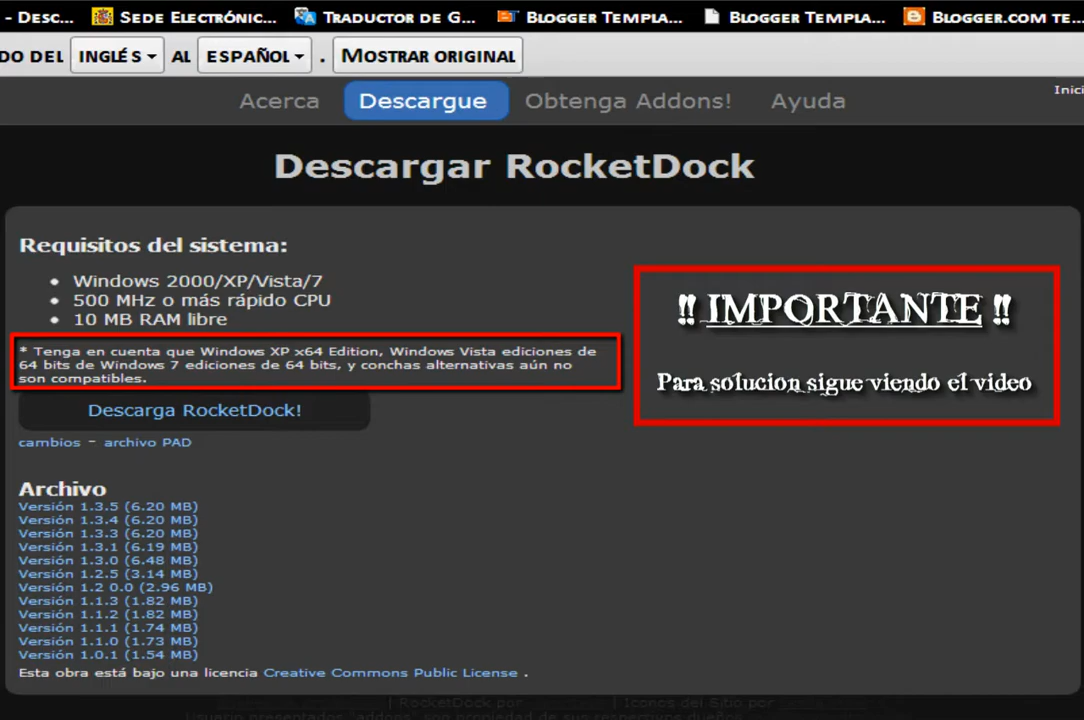 - Desc... Sede Electrónic... Traductor de G... Blogger Templa... Blogger Templa... Blogger.com te...
DO DEL INGLÉS AL ESPAÑOL . MOSTRAR ORIGINAL
Inici
Acerca Descargue Obtenga Addons! Ayuda
Descargar RocketDock
Requisitos del sistema:
• Windows 2000/XP/Vista/7
• 500 MHz o más rápido CPU
• 10 MB RAM libre
* Tenga en cuenta que Windows XP x64 Edition, Windows Vista ediciones de
64 bits de Windows 7 ediciones de 64 bits, y conchas alternativas aún no
son compatibles.
!! IMPORTANTE !!
Para solucion sigue viendo el video
Descarga RocketDock!
cambios - archivo PAD
Archivo
Versión 1.3.5 (6.20 MB)
Versión 1.3.4 (6.20 MB)
Versión 1.3.3 (6.20 MB)
Versión 1.3.1 (6.19 MB)
Versión 1.3.0 (6.48 MB)
Versión 1.2.5 (3.14 MB)
Versión 1.2 0.0 (2.96 MB)
Versión 1.1.3 (1.82 MB)
Versión 1.1.2 (1.82 MB)
Versión 1.1.1 (1.74 MB)
Versión 1.1.0 (1.73 MB)
Versión 1.0.1 (1.54 MB)
Esta obra está bajo una licencia Creative Commons Public License .
| RocketDock por | Iconos del Sitio por
Usuario presentados "addons" son propiedad de sus respectivos dueños.